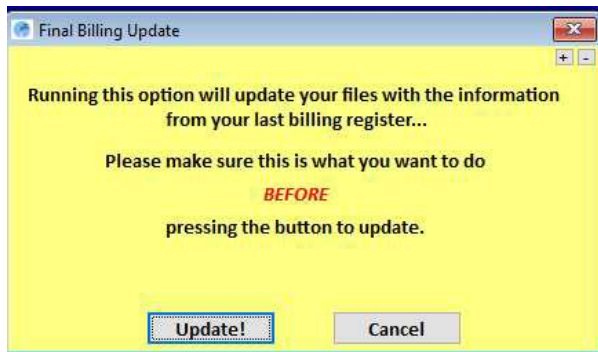 Final Billing Update
+ -
Running this option will update your files with the information
from your last billing register...
Please make sure this is what you want to do
BEFORE
pressing the button to update.
Update! Cancel